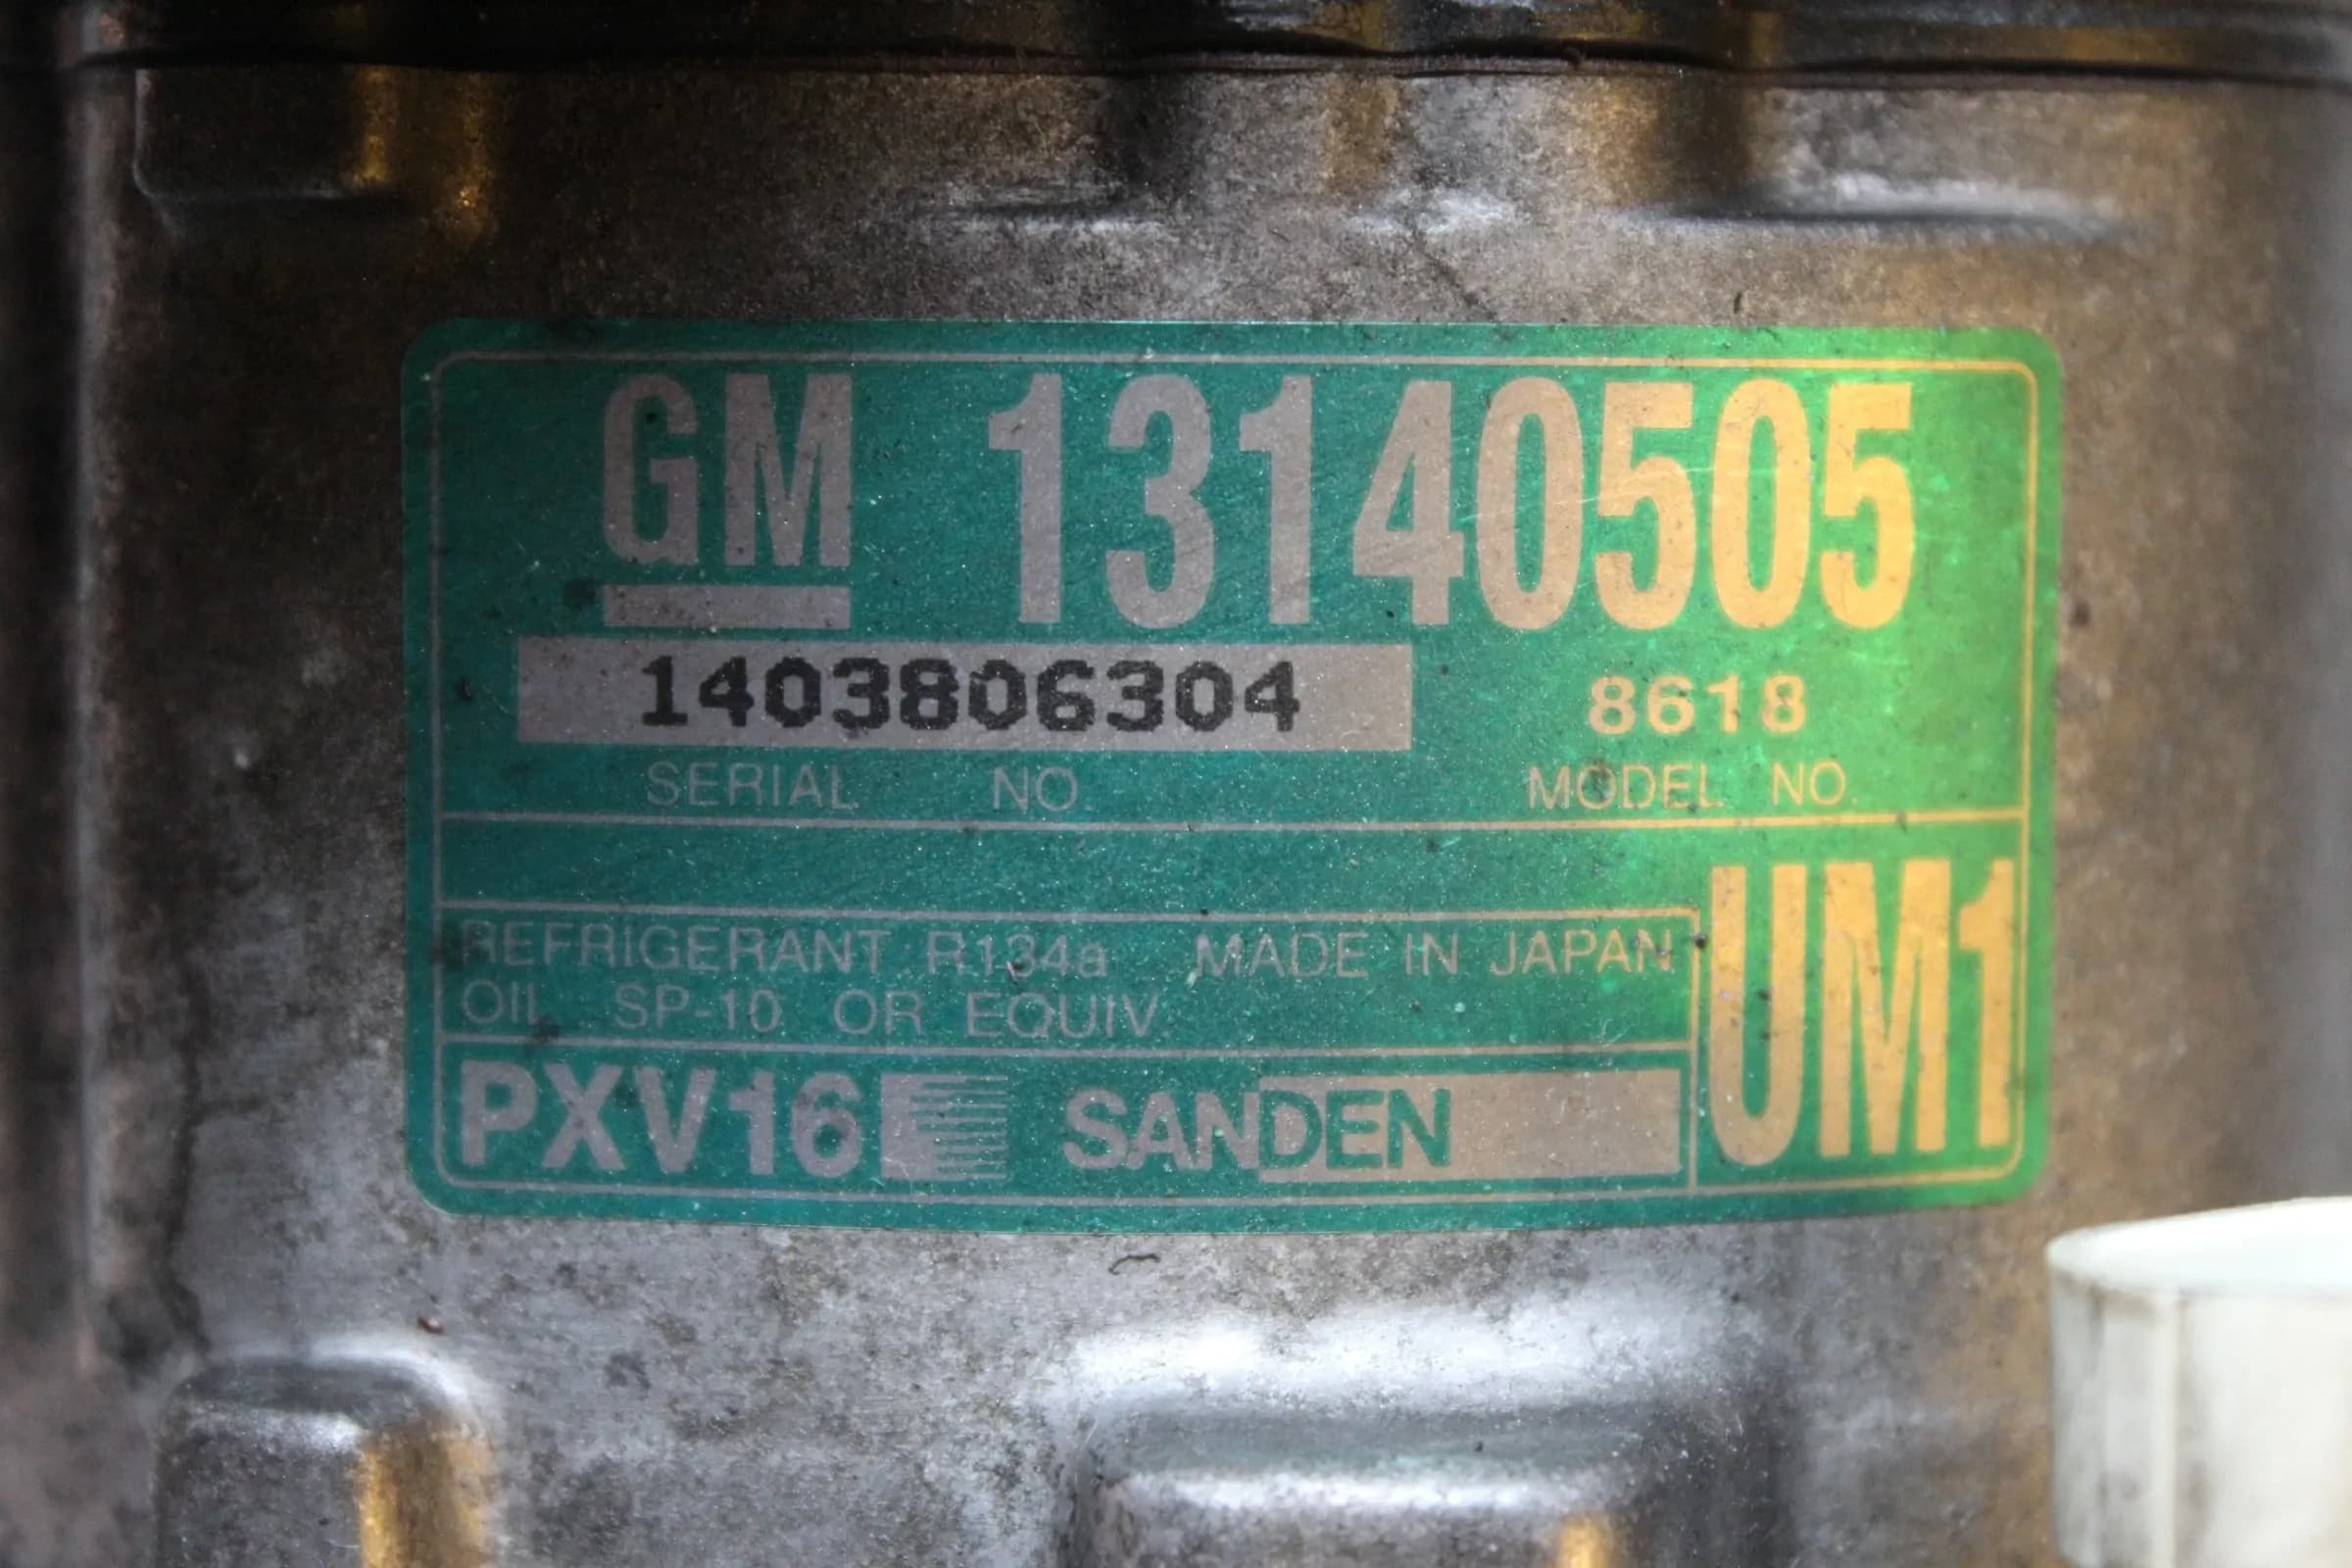 GM 13140505
1403806304 8618
SERIAL NO. MODEL NO.
REFRIGERANT R134a MADE IN JAPAN
OIL SP-10 OR EQUIV
UM1
PXV16 SANDEN